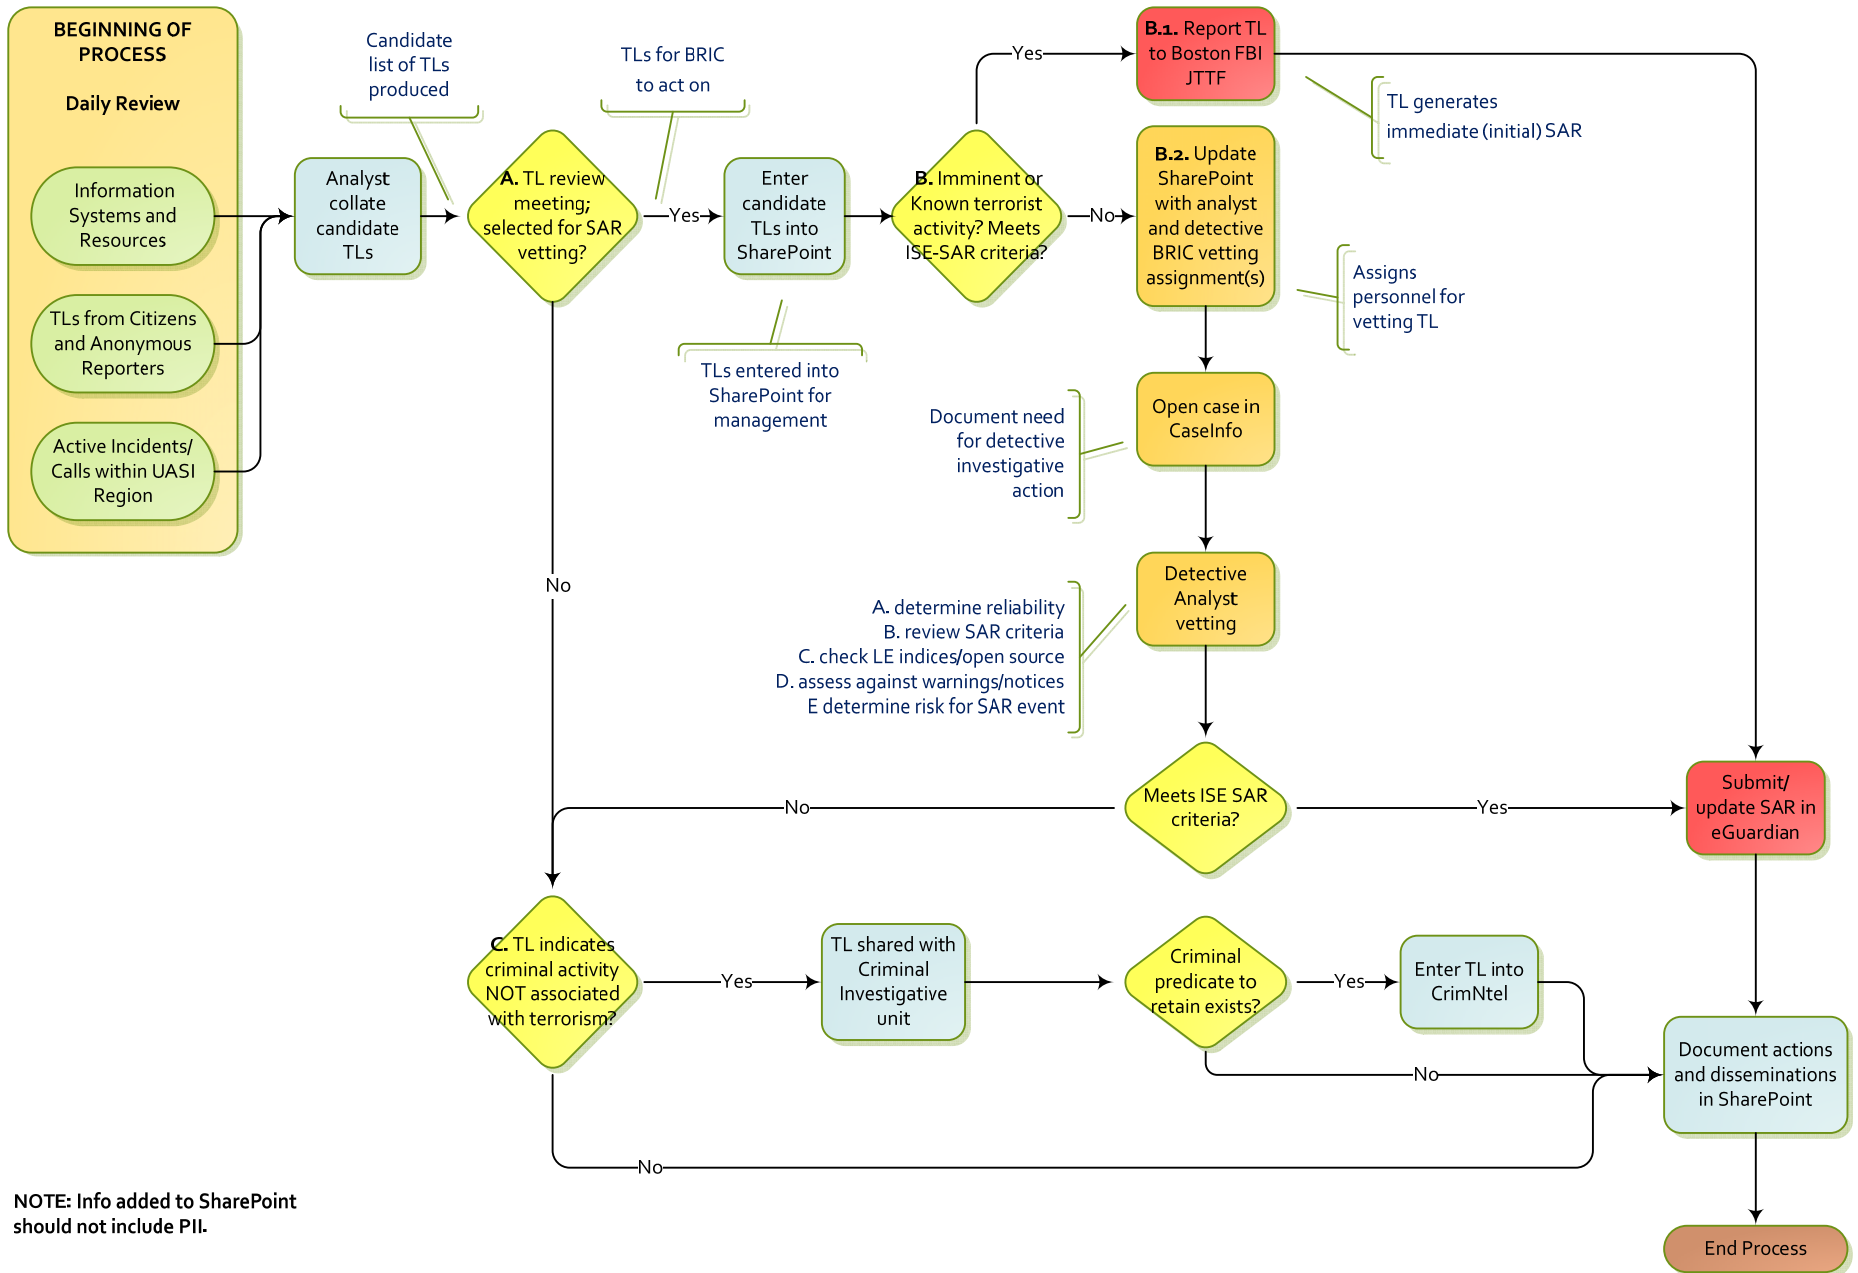 BEGINNING OF
PROCESS
Daily Review
Information
Systems and
Resources
TLs from Citizens
and Anonymous
Reporters
Active Incidents/
Calls within UASI
Region
Analyst
collate
candidate
TLs
Candidate
list of TLs
produced
A. TL review
meeting;
selected for SAR
vetting?
TLs for BRIC
to act on
Yes
No
Enter
candidate
TLs into
SharePoint
TLs entered into
SharePoint for
management
B. Imminent or
Known terrorist
activity? Meets
ISE-SAR criteria?
Yes
No
B.1. Report TL
to Boston FBI
JTTF
TL generates
immediate (initial) SAR
B.2. Update
SharePoint
with analyst
and detective
BRIC vetting
assignment(s)
Assigns
personnel for
vetting TL
Open case in
CaseInfo
Document need
for detective
investigative
action
Detective
Analyst
vetting
A. determine reliability
B. review SAR criteria
C. check LE indices/open source
D. assess against warnings/notices
E determine risk for SAR event
Meets ISE SAR
criteria?
No
Yes
Submit/
update SAR in
eGuardian
C. TL indicates
criminal activity
NOT associated
with terrorism?
Yes
No
TL shared with
Criminal
Investigative
unit
Criminal
predicate to
retain exists?
Yes
No
Enter TL into
CrimNtel
Document actions
and disseminations
in SharePoint
End Process
NOTE: Info added to SharePoint
should not include PII.